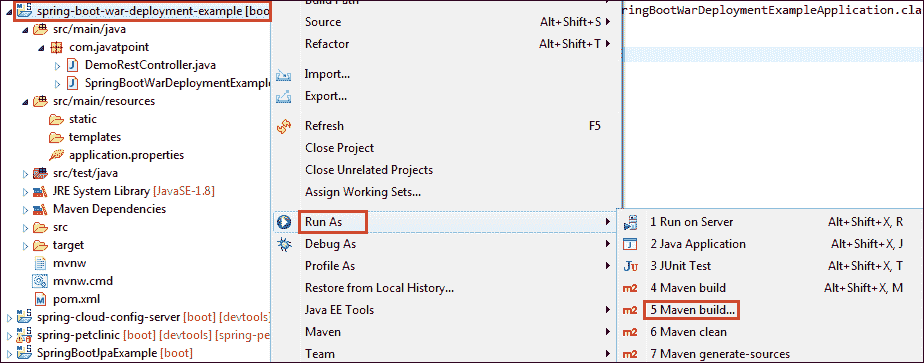 spring-boot-war-deployment-example [boo
src/main/java
com.javatpoint
DemoRestController.java
SpringBootWarDeploymentExample
src/main/resources
static
templates
application.properties
src/test/java
JRE System Library [JavaSE-1.8]
Maven Dependencies
src
target
mvnw
mvnw.cmd
pom.xml
spring-cloud-config-server [boot] [devtools]
spring-petclinic [boot] [devtools] [spring-pe
SpringBootJpaExample [boot]
Build Path
Source Alt+Shift+S
Refactor Alt+Shift+T
Import...
Export...
Refresh F5
Close Project
Close Unrelated Projects
Assign Working Sets...
Run As
Debug As
Profile As
Restore from Local History...
Java EE Tools
Maven
Team
pringBootWarDeploymentExampleApplication.cla
1 Run on Server Alt+Shift+X, R
2 Java Application Alt+Shift+X, J
3 JUnit Test Alt+Shift+X, T
4 Maven build Alt+Shift+X, M
5 Maven build...
6 Maven clean
7 Maven generate-sources